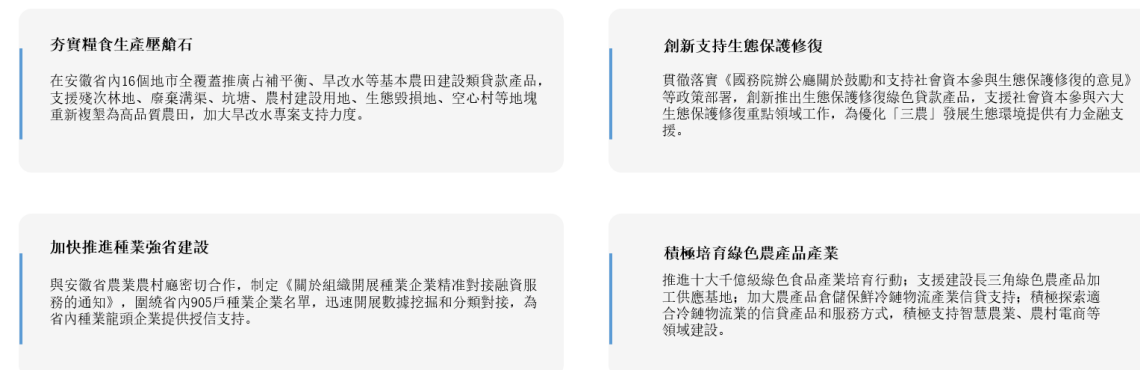 夯實糧食生產壓艙石
在安徽省內16個地市全覆蓋推廣占補平衡、旱改水等基本農田建設類貸款產品，
支援殘次林地、廢棄溝渠、坑塘、農村建設用地、生態毀損地、空心村等地塊
重新複墾為高品質農田，加大旱改水專案支持力度。
創新支持生態保護修復
貫徹落實《國務院辦公廳關於鼓勵和支持社會資本參與生態保護修復的意見》
等政策部署，創新推出生態保護修復綠色貸款產品，支援社會資本參與六大
生態保護修復重點領域工作，為優化「三農」發展生態環境提供有力金融支
援。
加快推進種業強省建設
與安徽省農業農村廳密切合作，制定《關於組織開展種業企業精准對接融資服
務的通知》，圍繞省內905戶種業企業名單，迅速開展數據挖掘和分類對接，為
省內種業龍頭企業提供授信支持。
積極培育綠色農產品產業
推進十大千億級綠色食品產業培育行動；支援建設長三角綠色農產品加
工供應基地；加大農產品倉儲保鮮冷鏈物流產業信貸支持；積極探索適
合冷鏈物流業的信貸產品和服務方式，積極支持智慧農業、農村電商等
領域建設。